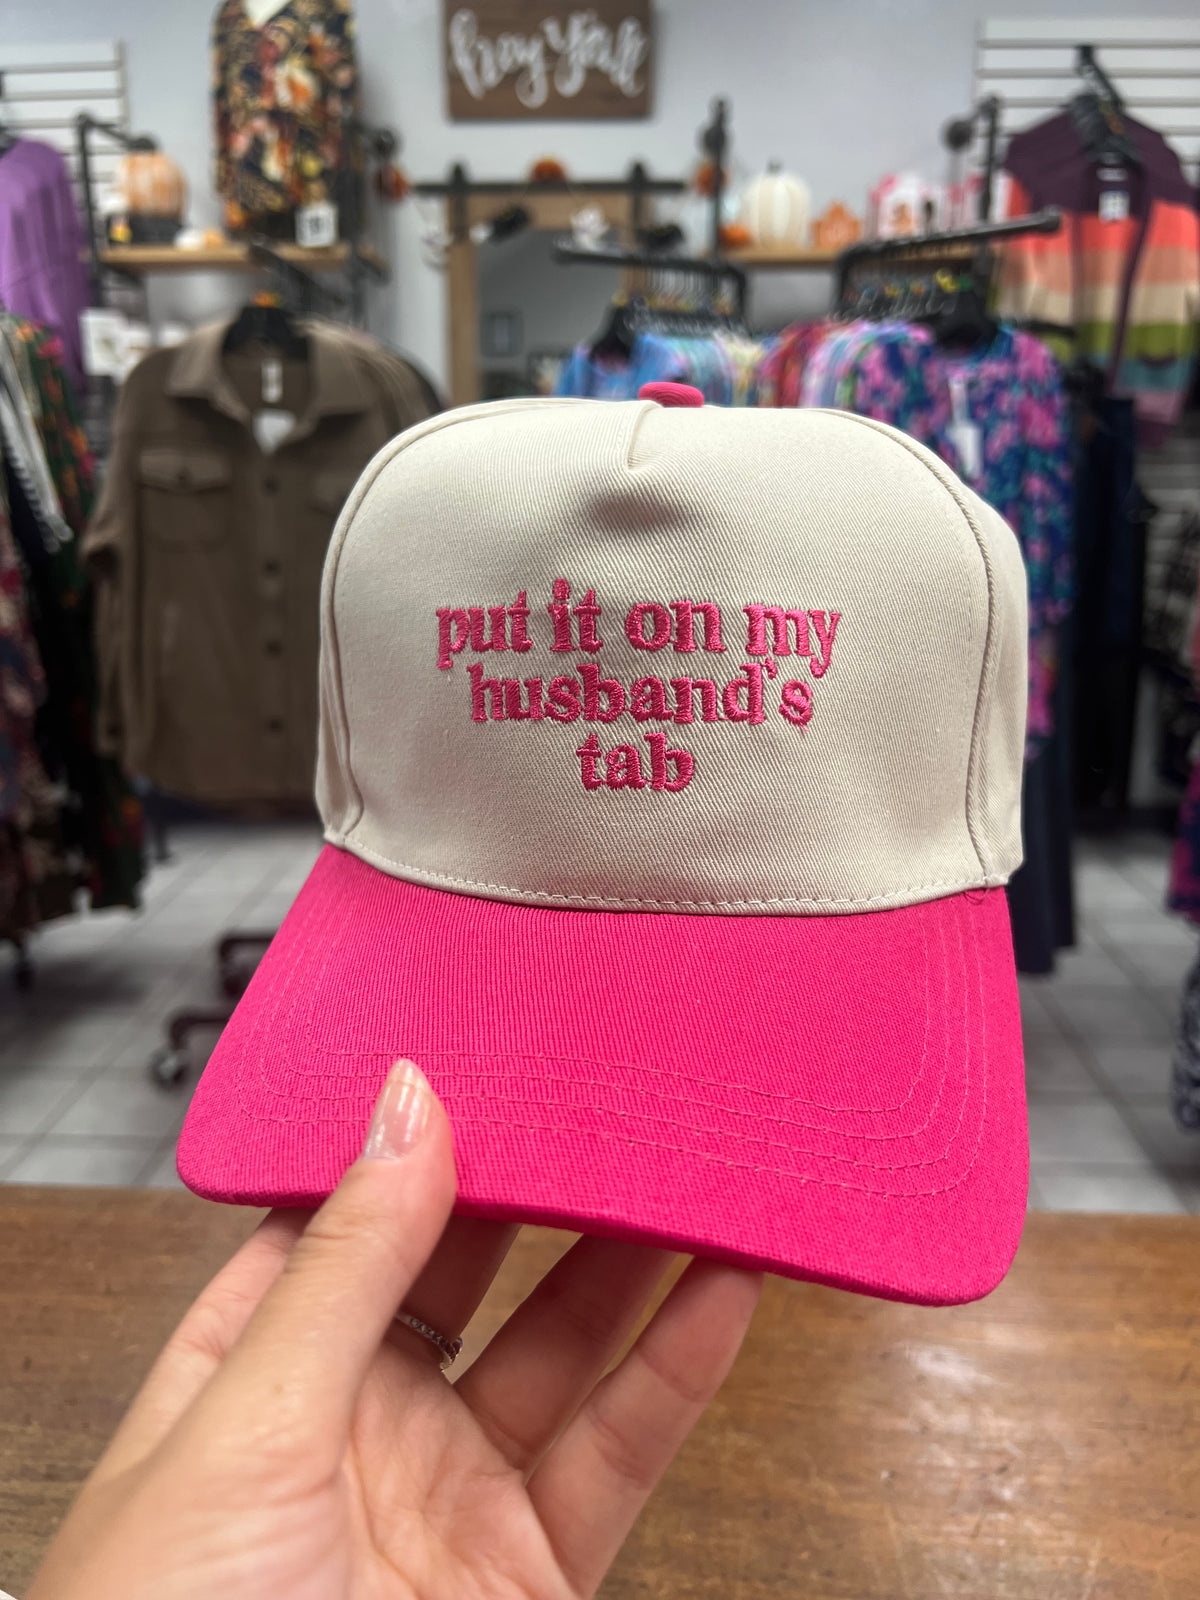 hey y'all
put it on my
husband's
tab